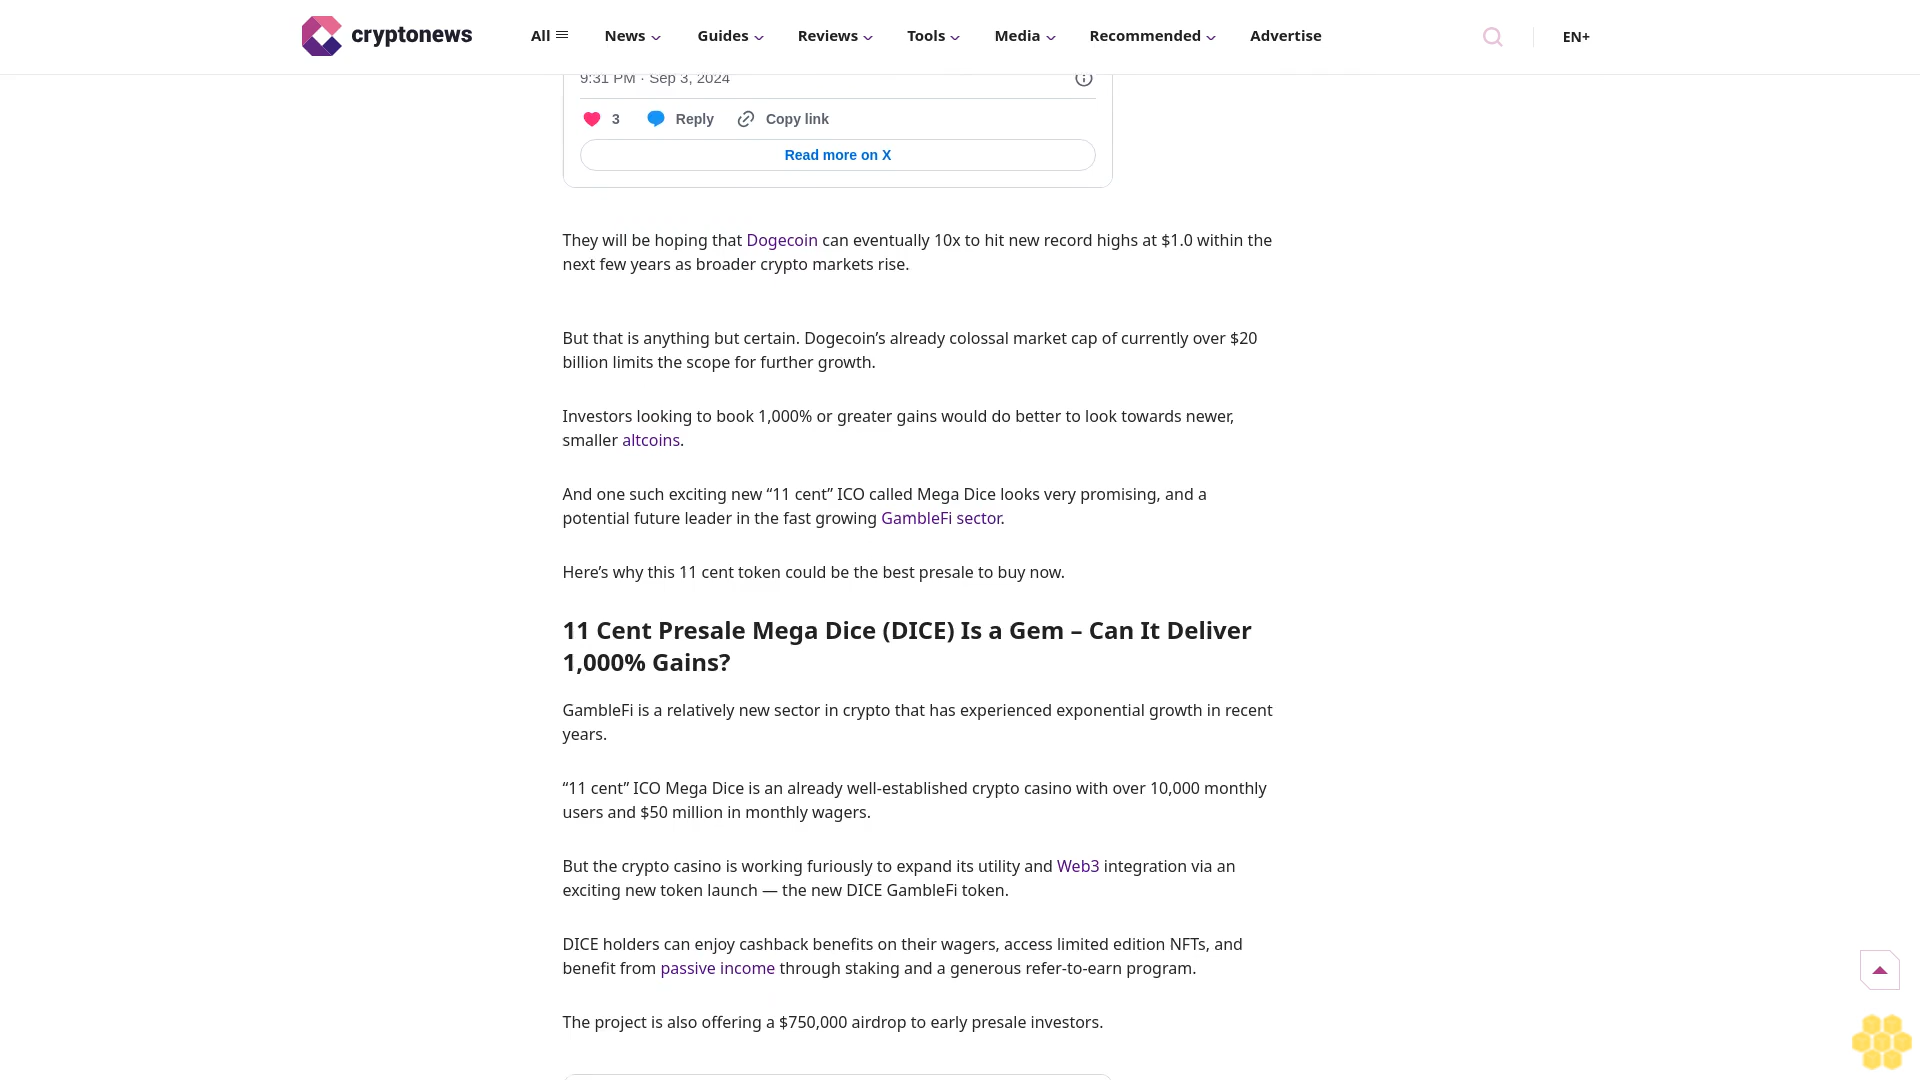 cryptonews
All
News
Guides
Reviews
Tools
Media
Recommended
Advertise
EN+
9:31 PM · Sep 3, 2024
3
Reply
Copy link
Read more on X
They will be hoping that Dogecoin can eventually 10x to hit new record highs at $1.0 within the
next few years as broader crypto markets rise.
But that is anything but certain. Dogecoin’s already colossal market cap of currently over $20
billion limits the scope for further growth.
Investors looking to book 1,000% or greater gains would do better to look towards newer,
smaller altcoins.
And one such exciting new “11 cent” ICO called Mega Dice looks very promising, and a
potential future leader in the fast growing GambleFi sector.
Here’s why this 11 cent token could be the best presale to buy now.
11 Cent Presale Mega Dice (DICE) Is a Gem – Can It Deliver
1,000% Gains?
GambleFi is a relatively new sector in crypto that has experienced exponential growth in recent
years.
“11 cent” ICO Mega Dice is an already well-established crypto casino with over 10,000 monthly
users and $50 million in monthly wagers.
But the crypto casino is working furiously to expand its utility and Web3 integration via an
exciting new token launch — the new DICE GambleFi token.
DICE holders can enjoy cashback benefits on their wagers, access limited edition NFTs, and
benefit from passive income through staking and a generous refer-to-earn program.
The project is also offering a $750,000 airdrop to early presale investors.